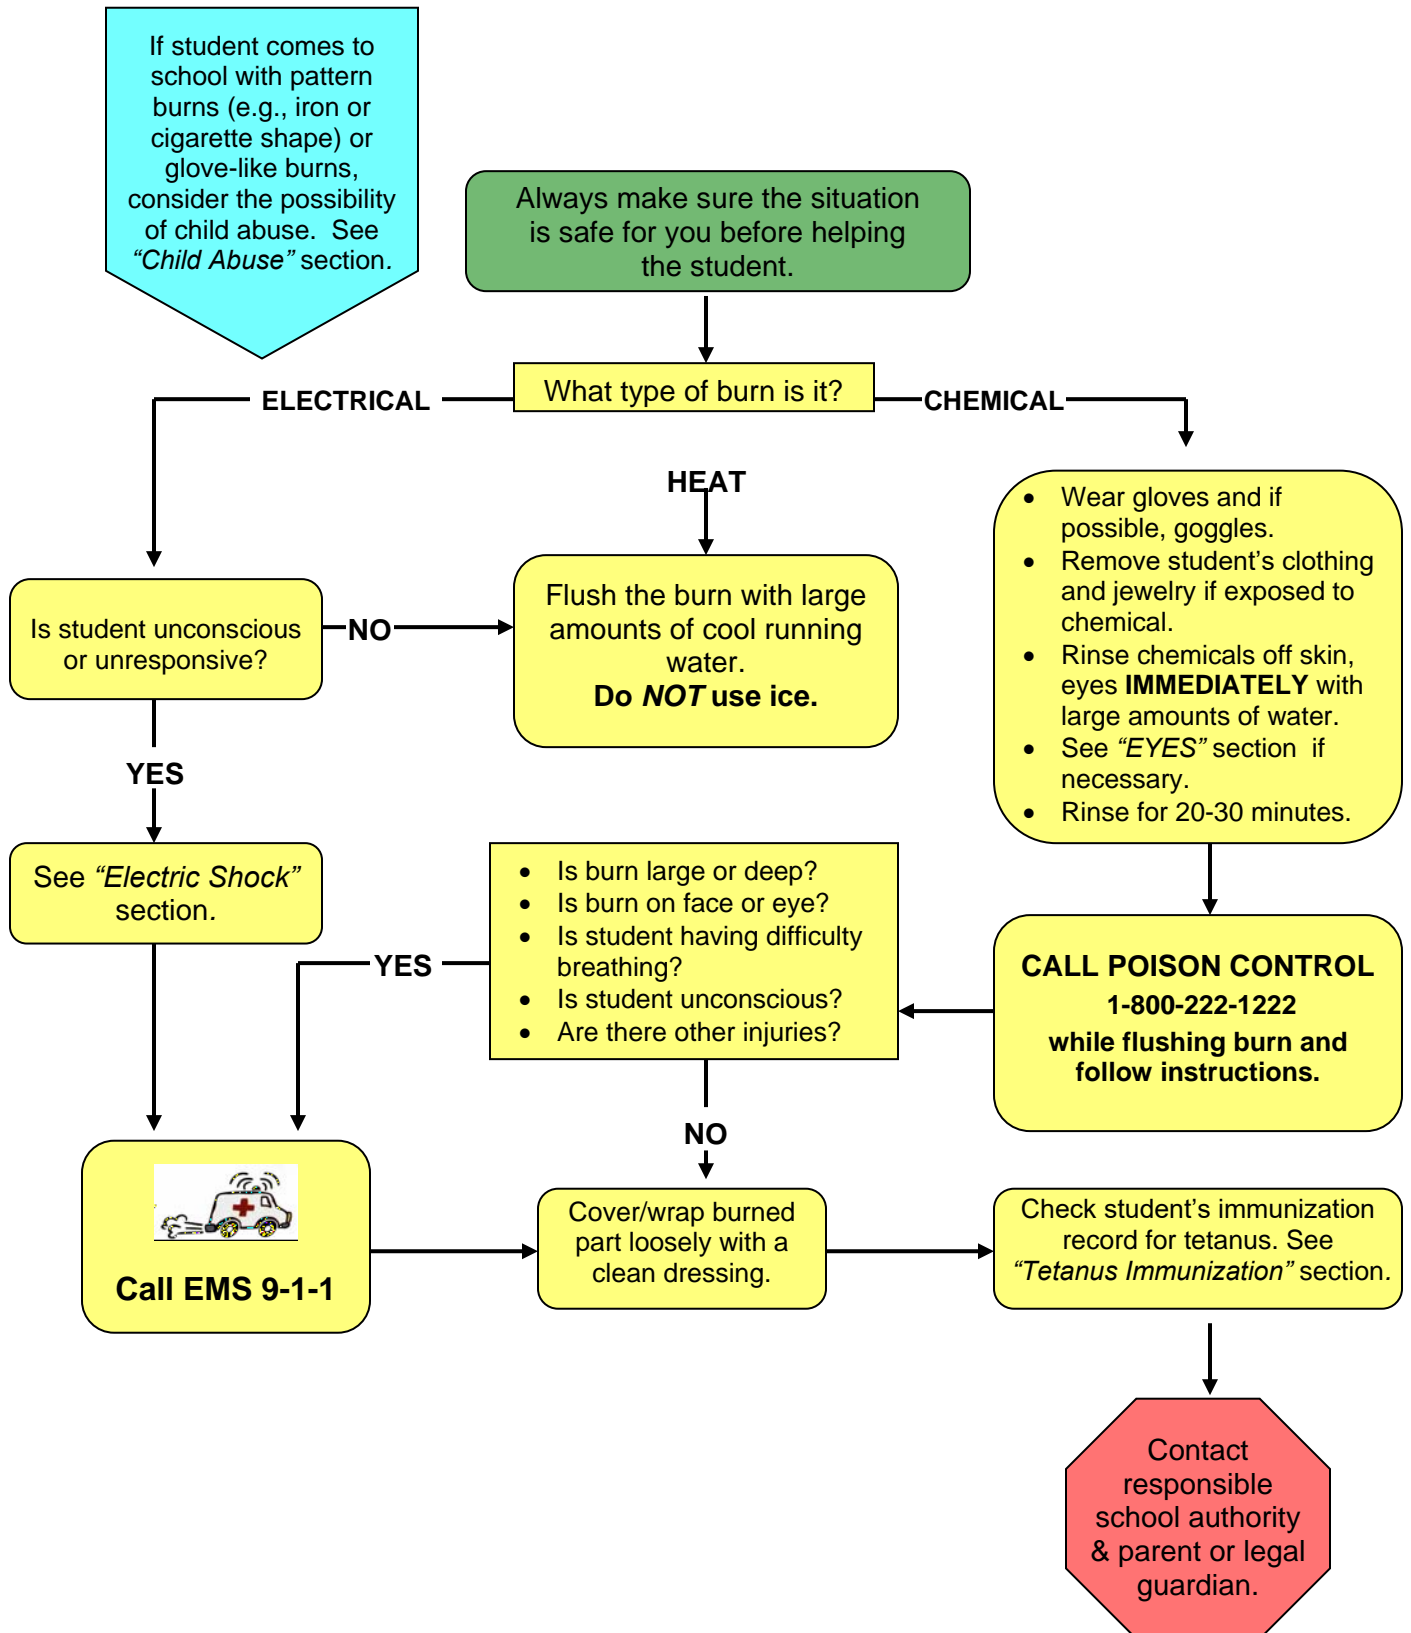 If student comes to
school with pattern
burns (e.g., iron or
cigarette shape) or
glove-like burns,
consider the possibility
of child abuse.  See
“Child Abuse” section.
Always make sure the situation
is safe for you before helping
the student.
What type of burn is it?
ELECTRICAL
CHEMICAL
HEAT
• Wear gloves and if
possible, goggles.
• Remove student’s clothing
and jewelry if exposed to
chemical.
• Rinse chemicals off skin,
eyes IMMEDIATELY with
large amounts of water.
• See “EYES” section  if
necessary.
• Rinse for 20-30 minutes.
Is student unconscious
or unresponsive?
NO
Flush the burn with large
amounts of cool running
water.
Do NOT use ice.
YES
See “Electric Shock”
section.
• Is burn large or deep?
• Is burn on face or eye?
• Is student having difficulty
breathing?
• Is student unconscious?
• Are there other injuries?
YES
CALL POISON CONTROL
1-800-222-1222
while flushing burn and
follow instructions.
NO
Call EMS 9-1-1
Cover/wrap burned
part loosely with a
clean dressing.
Check student’s immunization
record for tetanus. See
“Tetanus Immunization” section.
Contact
responsible
school authority
& parent or legal
guardian.